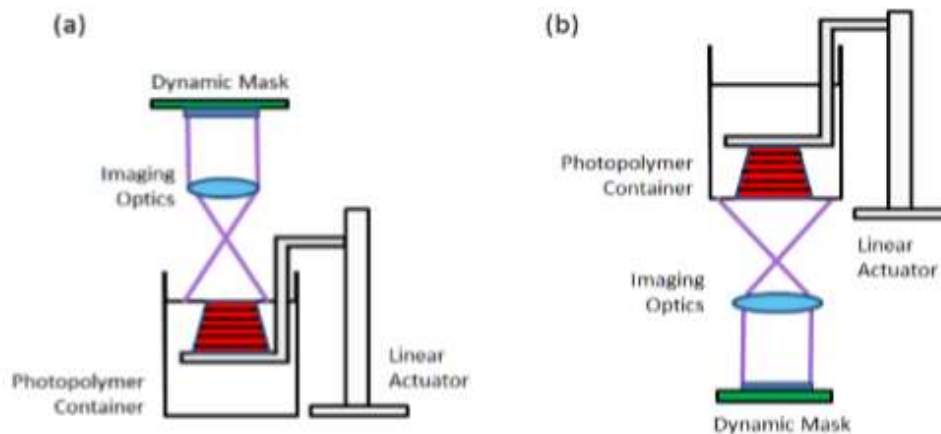 (a)
Dynamic Mask
Imaging
Optics
Photopolymer
Container
Linear
Actuator
(b)
Photopolymer
Container
Linear
Actuator
Imaging
Optics
Dynamic Mask